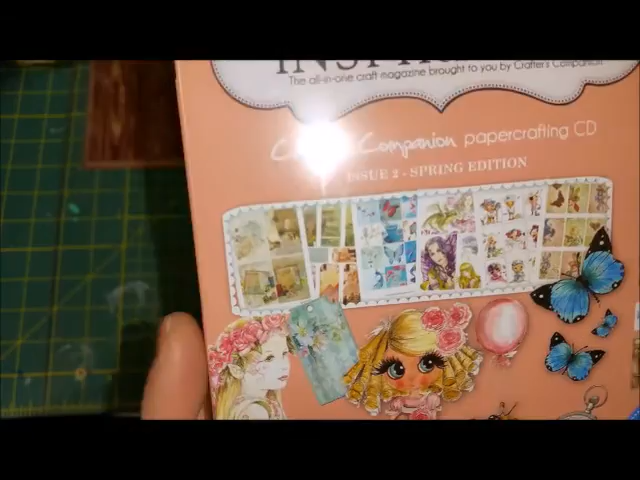 The all-in-one craft magazine brought to you by Crafter's Companion
Companion papercrafting CD
ISSUE 2 - SPRING EDITION